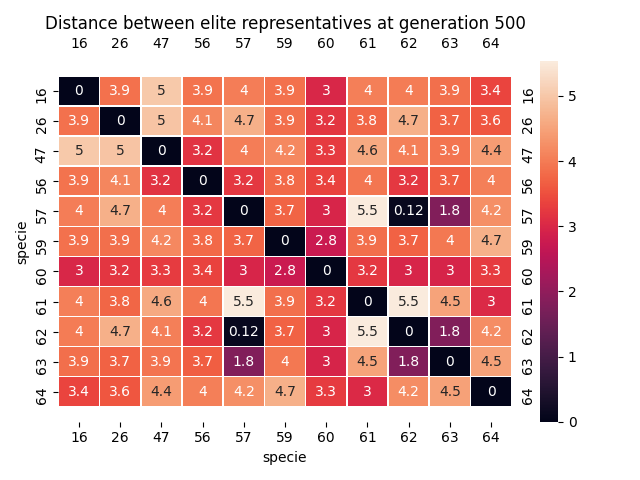 Distance between elite representatives at generation 500
16 26 47 56 57 59 60 61 62 63 64
16 0 3.9 5 3.9 4 3.9 3 4 4 3.9 3.4 16
26 3.9 0 5 4.1 4.7 3.9 3.2 3.8 4.7 3.7 3.6 26
47 5 5 0 3.2 4 4.2 3.3 4.6 4.1 3.9 4.4 47
56 3.9 4.1 3.2 0 3.2 3.8 3.4 4 3.2 3.7 4 56
57 4 4.7 4 3.2 0 3.7 3 5.5 0.12 1.8 4.2 57
59 3.9 3.9 4.2 3.8 3.7 0 2.8 3.9 3.7 4 4.7 59
60 3 3.2 3.3 3.4 3 2.8 0 3.2 3 3 3.3 60
61 4 3.8 4.6 4 5.5 3.9 3.2 0 5.5 4.5 3 61
62 4 4.7 4.1 3.2 0.12 3.7 3 5.5 0 1.8 4.2 62
63 3.9 3.7 3.9 3.7 1.8 4 3 4.5 1.8 0 4.5 63
64 3.4 3.6 4.4 4 4.2 4.7 3.3 3 4.2 4.5 0 64
16 26 47 56 57 59 60 61 62 63 64
specie
specie
5
4
3
2
1
0